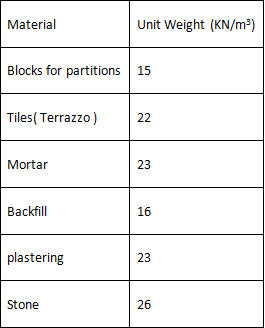 Material Unit Weight (KN/m³)
Blocks for partitions 15
Tiles( Terrazzo ) 22
Mortar 23
Backfill 16
plastering 23
Stone 26